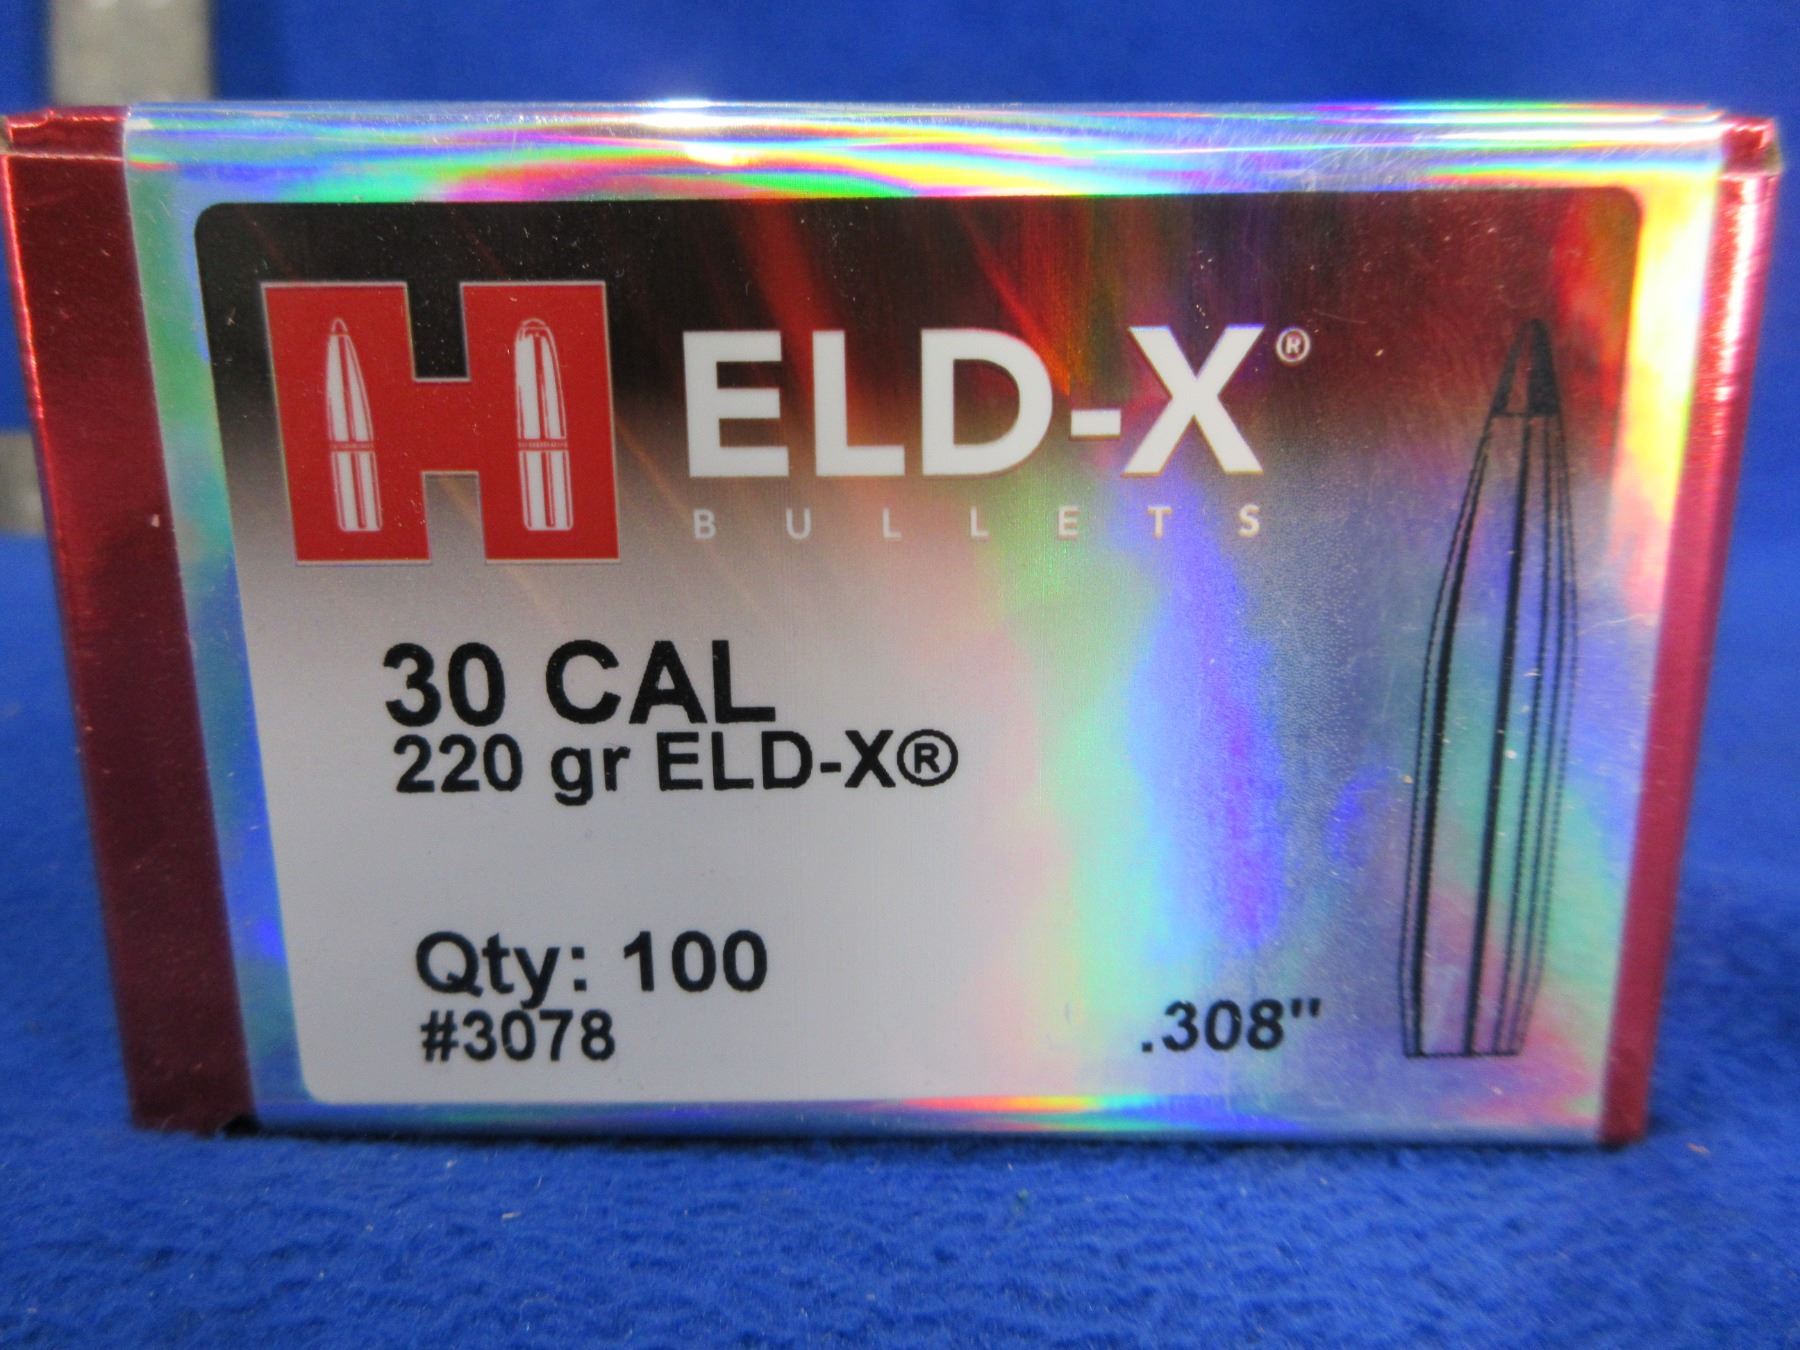 H ELD-X®
BULLETS
30 CAL
220 gr ELD-X®
Qty: 100
#3078
.308"